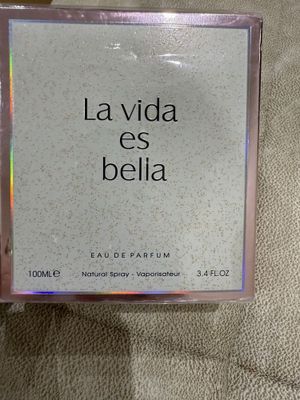 La vida
es
bella
EAU DE PARFUM
100ML℮ Natural Spray - Vaporisateur 3.4 FL.OZ